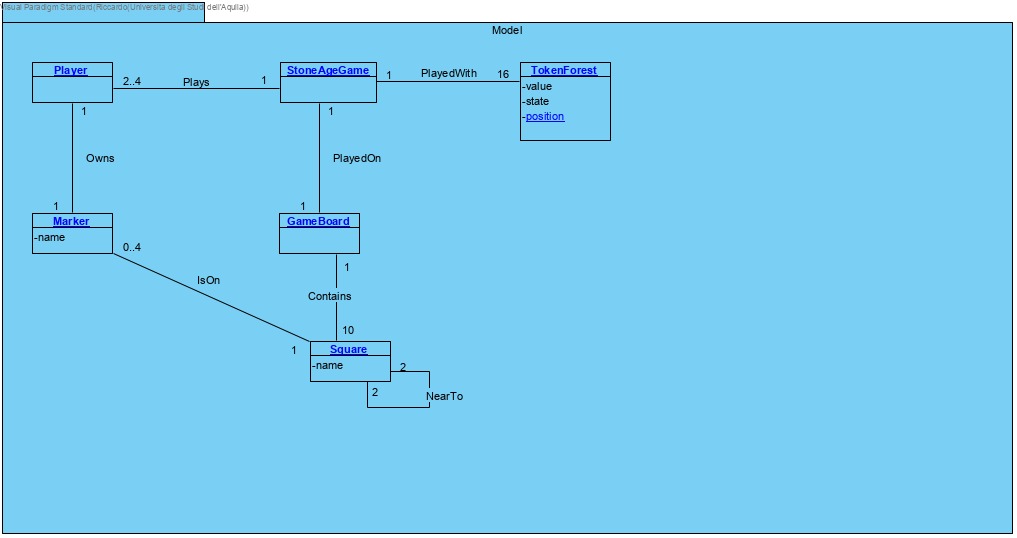 Visual Paradigm Standard(Riccardo(Università degli Studi dell'Aquila))
Model
Player
2..4
Plays
1
StoneAgeGame
1
PlayedWith
16
TokenForest
-value
-state
-position
1
Owns
1
1
PlayedOn
1
Marker
-name
0..4
GameBoard
1
IsOn
Contains
10
1
Square
-name
2
2
NearTo